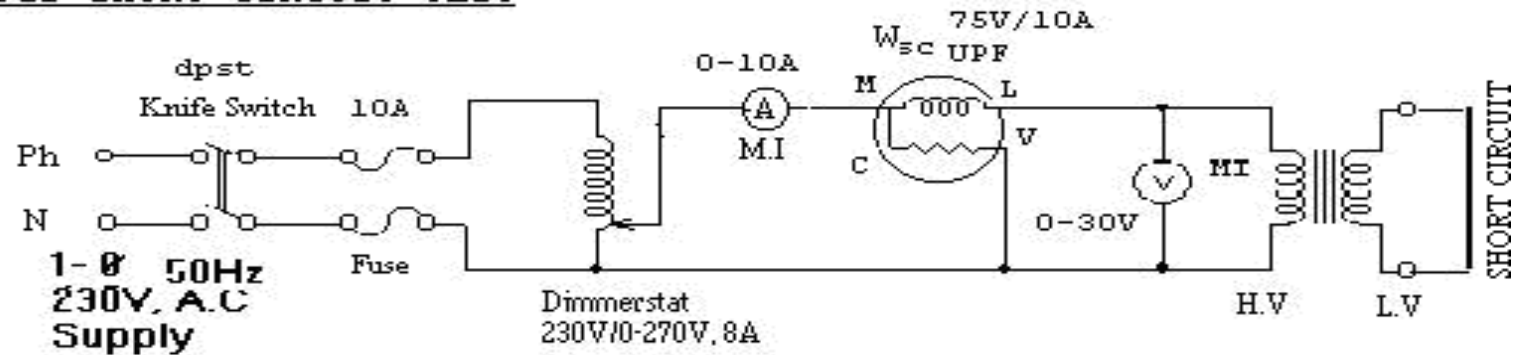 75V/10A
Wsc UPF
dpst
0-10A
Knife Switch 10A
M L
A
M.I
V
C
Ph
MI
V
N
0-30V
SHORT CIRCUIT
1-ø 50Hz
Fuse
230V, A.C
Supply
Dimmerstat
230V/0-270V, 8A
H.V L.V